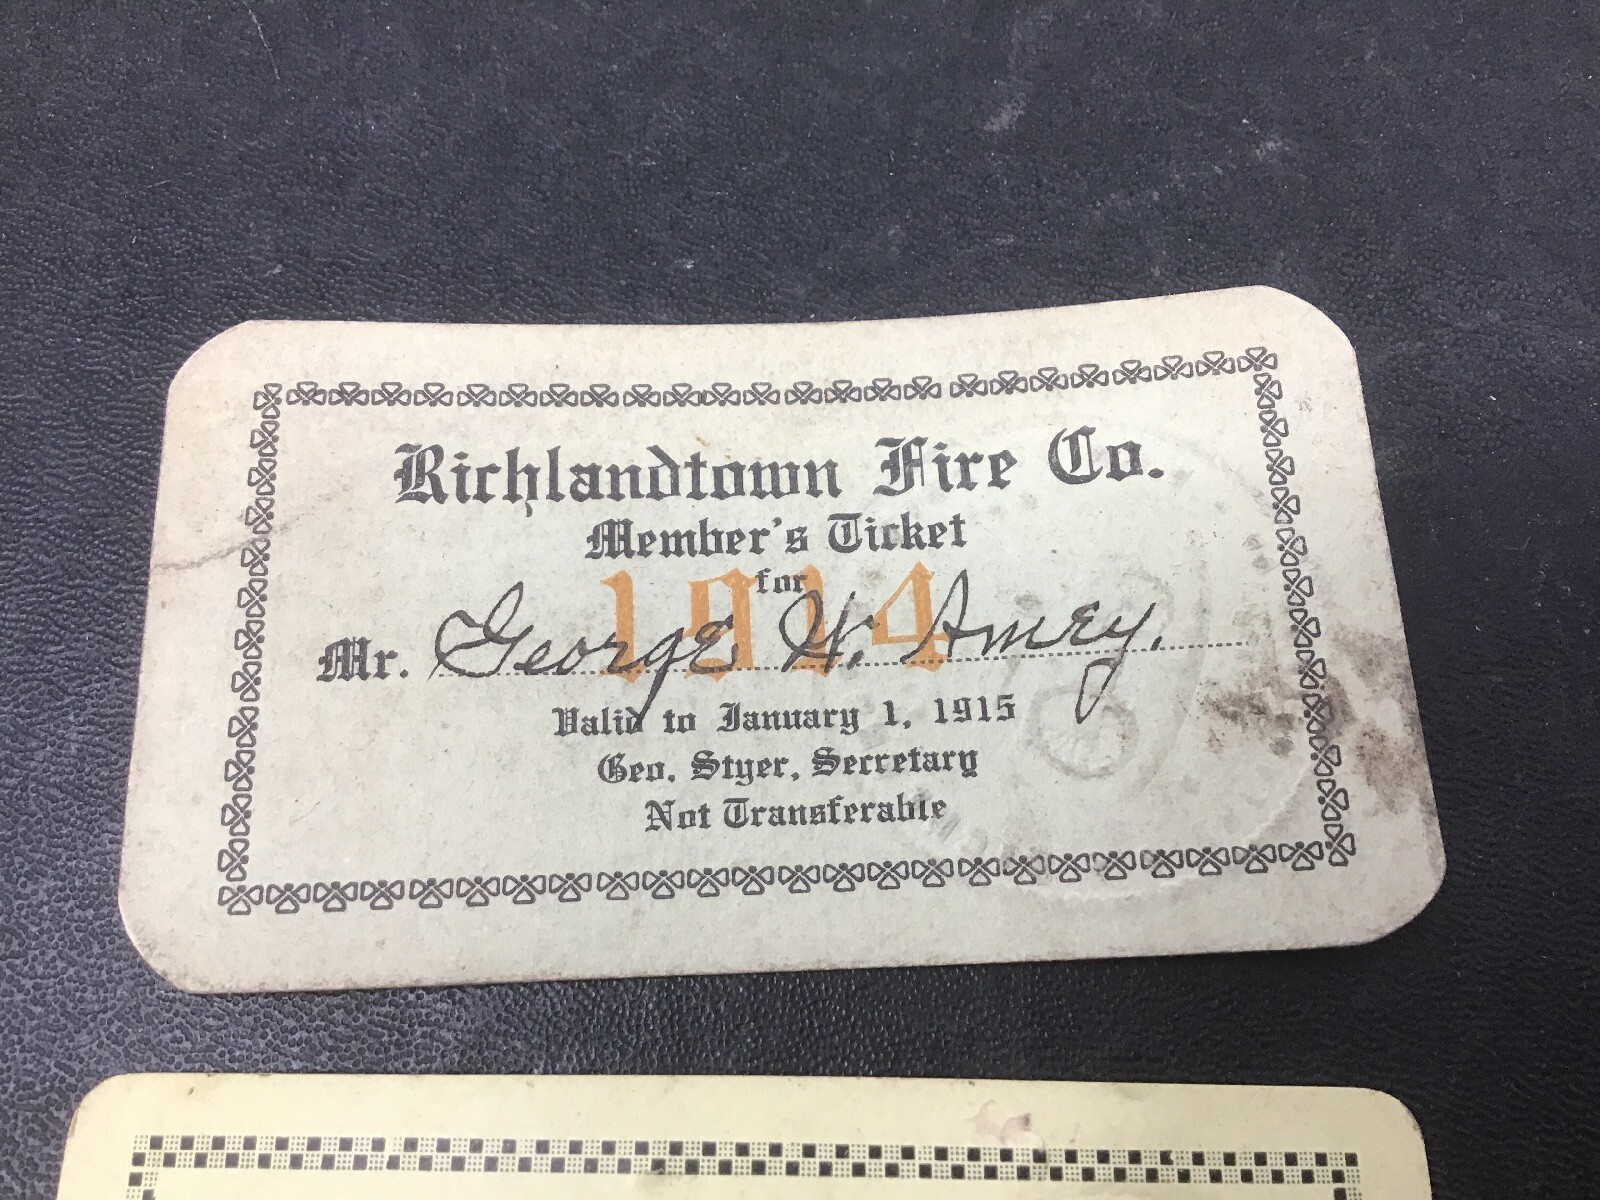 Richlandtown Fire Co.
Member's Ticket
for
1914
Mr. George H. Amey.
Valid to January 1, 1915
Geo. Styer, Secretary
Not Transferable